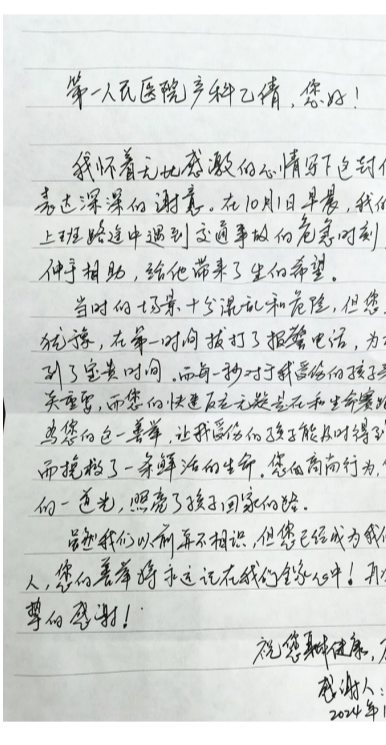 第一人民医院产科乙倩，您好！
我怀着无比感激的心情写下这封
表达深深的谢意。在10月1日早晨，我
上班路途中遇到交通事故的危急时刻
伸手相助，给他带来了生的希望。
当时的场景十分混乱和危险，但您
犹豫，在第一时间拔打了报警电话，为
到了宝贵时间。而每一秒对于我受伤的孩子
关重要，而您的快速反应无疑是在和生命赛
为您的这一善举，让我受伤的孩子能及时得到
而挽救了一条鲜活的生命。您的高尚行为，
的一道光，照亮了孩子回家的路。
虽然我们以前并不相识，但您已经成为我
人，您的善举将永远记在我们全家心中！再
挚的感谢！
祝您身体健康，
感谢人：
2024年1